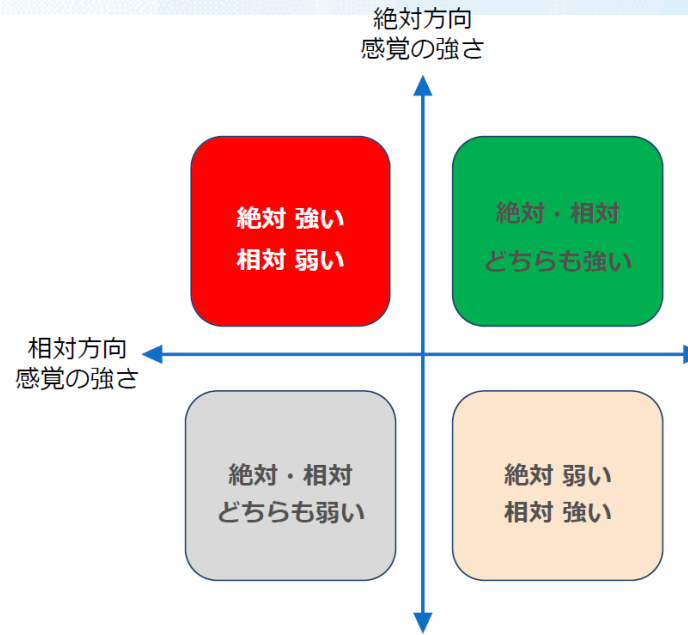 絶対方向
感覚の強さ
絶対 強い
相対 弱い
絶対・相対
どちらも強い
相対方向
感覚の強さ
絶対・相対
どちらも弱い
絶対 弱い
相対 強い